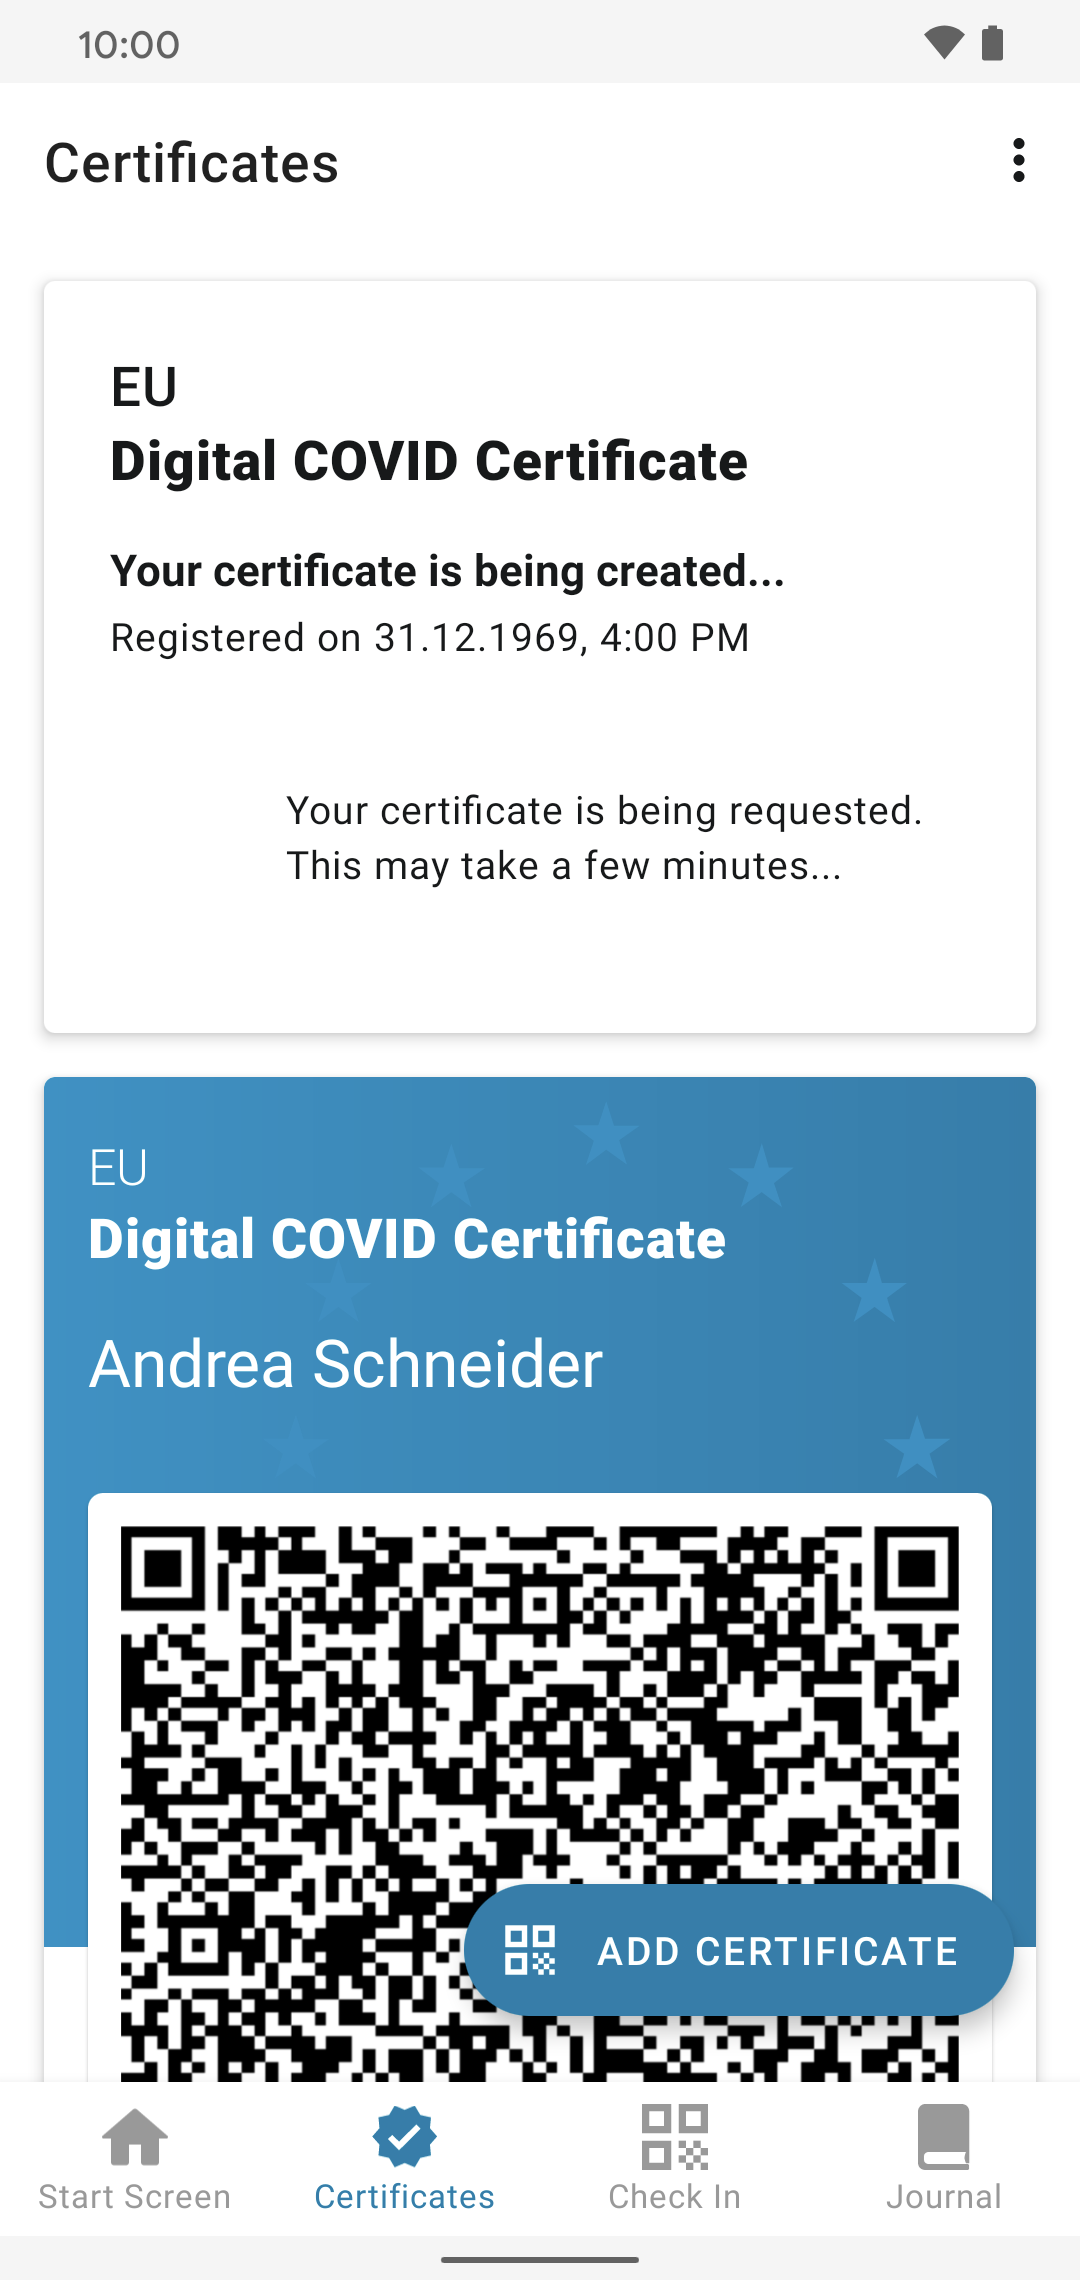 10:00
Certificates
EU
Digital COVID Certificate
Your certificate is being created...
Registered on 31.12.1969, 4:00 PM
Your certificate is being requested.
This may take a few minutes...
EU
Digital COVID Certificate
Andrea Schneider
ADD CERTIFICATE
Start Screen
Certificates
Check In
Journal